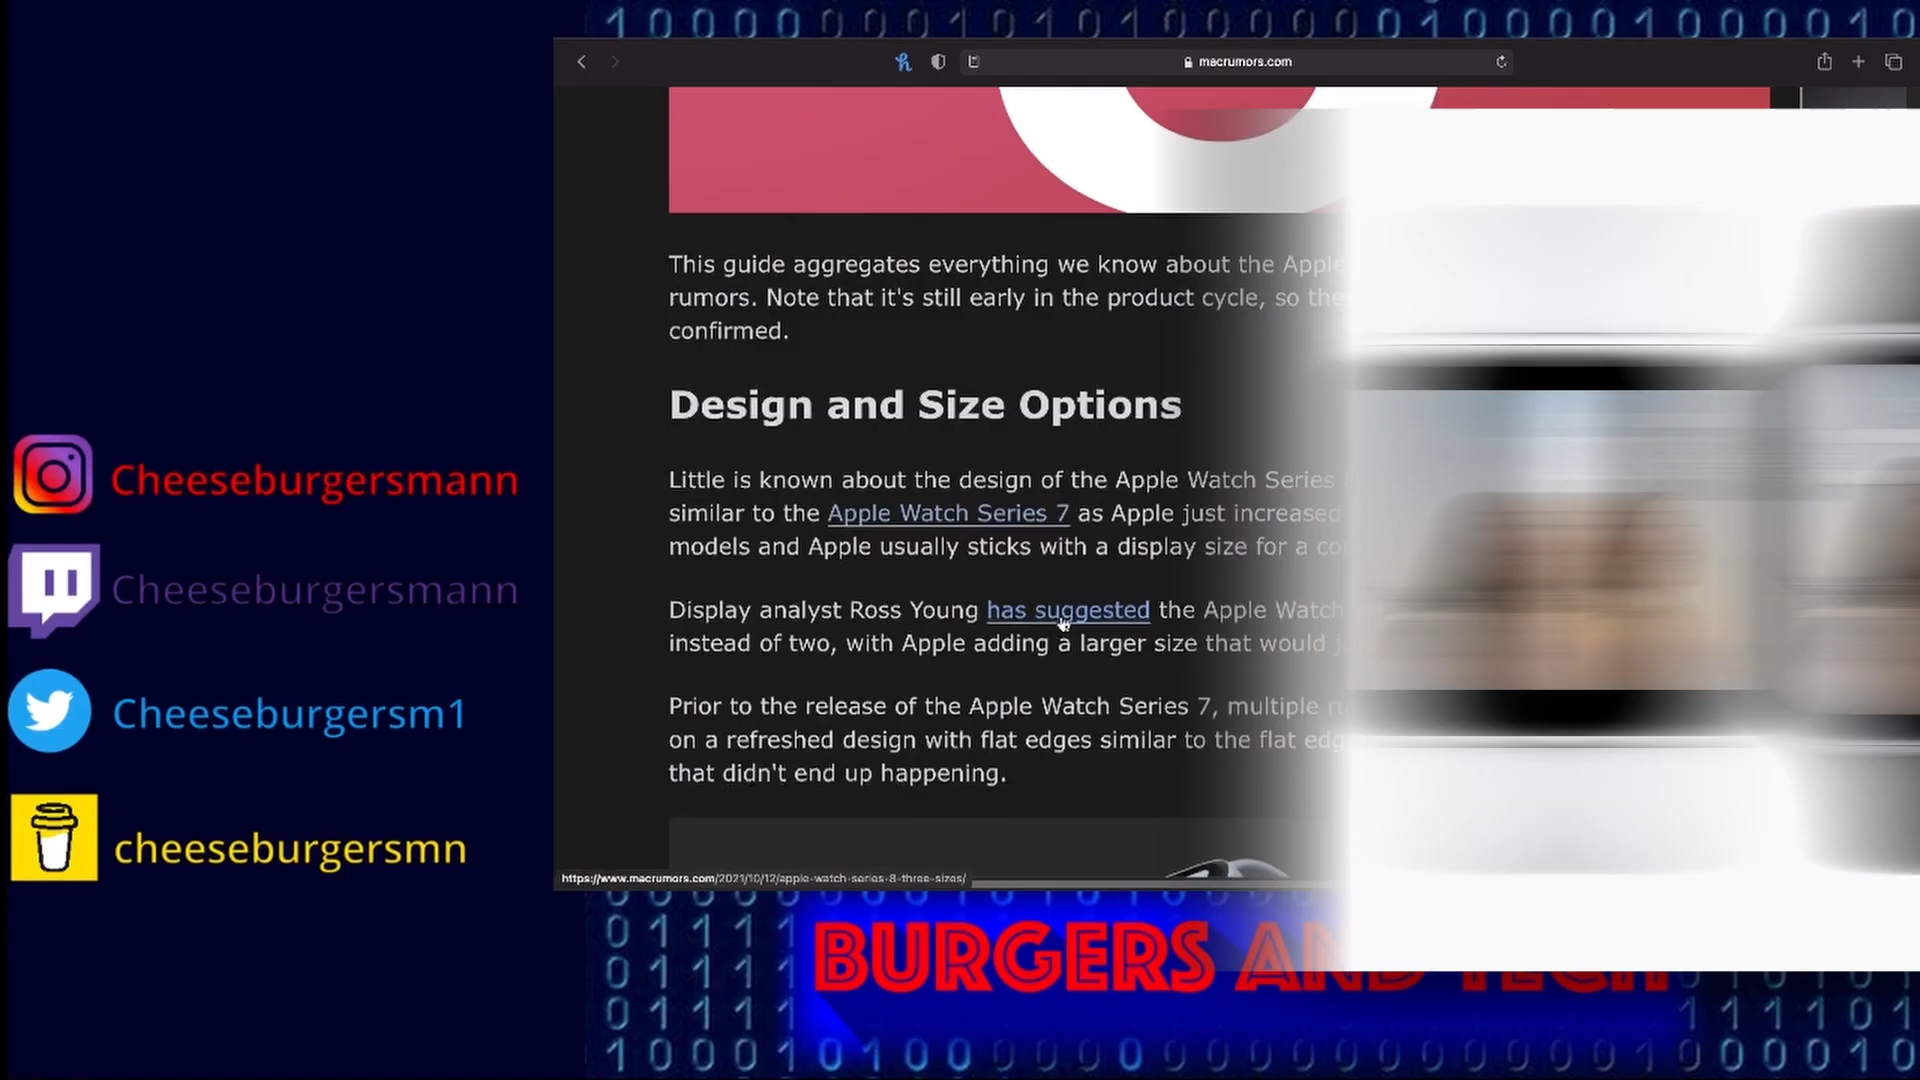 macrumors.com
This guide aggregates everything we know about the Apple
rumors. Note that it's still early in the product cycle, so
confirmed.
Design and Size Options
Little is known about the design of the Apple Watch Series
similar to the Apple Watch Series 7 as Apple just increased
models and Apple usually sticks with a display size for a
Display analyst Ross Young has suggested the Apple Watch
instead of two, with Apple adding a larger size that would
Prior to the release of the Apple Watch Series 7, multiple
on a refreshed design with flat edges similar to the flat
that didn't end up happening.
https://www.macrumors.com/2021/10/12/apple-watch-series-8-three-sizes/
Cheeseburgersmann
Cheeseburgersmann
Cheeseburgersm1
cheeseburgersmn
BURGERS AND TECH